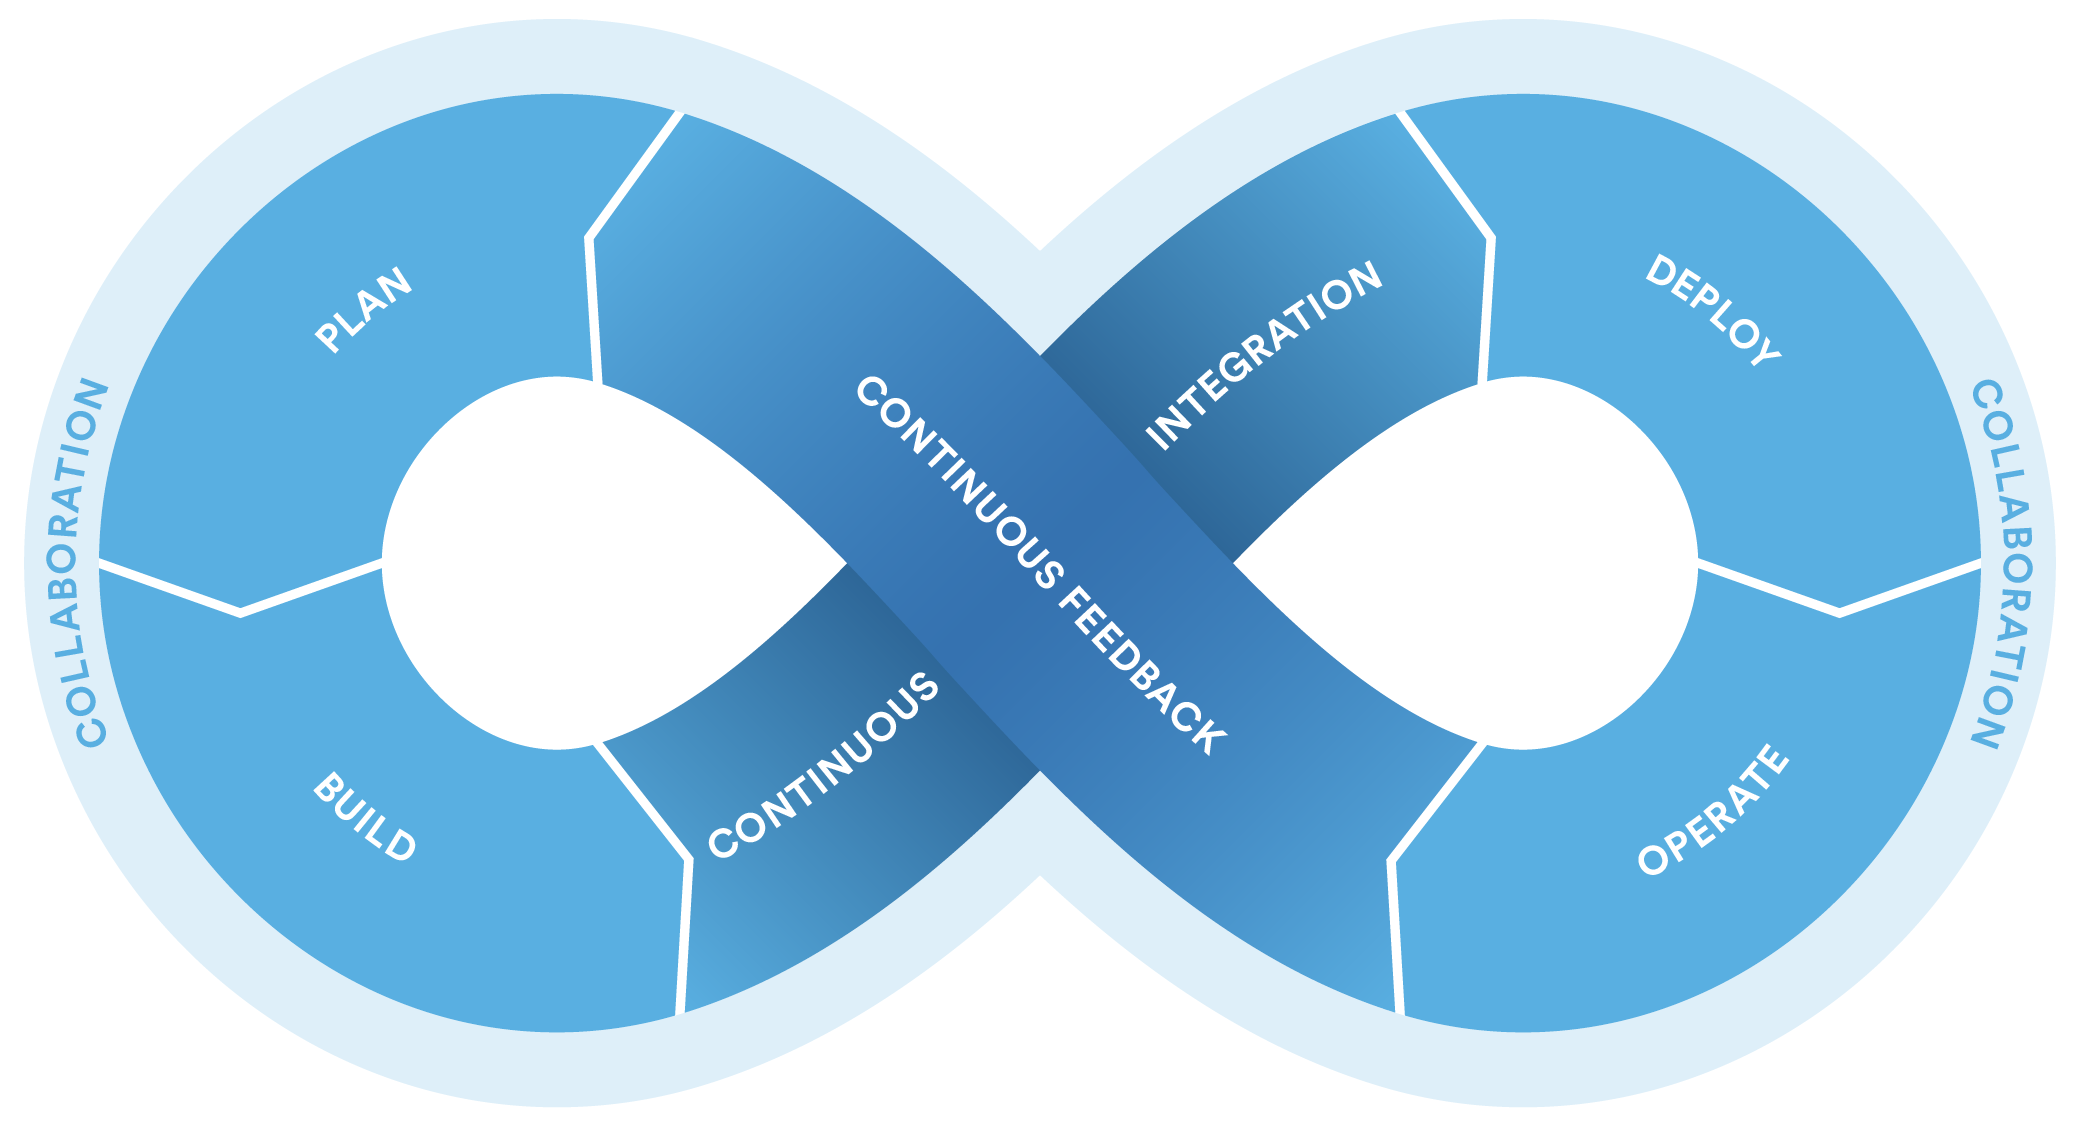 COLLABORATION
PLAN
BUILD
CONTINUOUS
INTEGRATION
DEPLOY
OPERATE
CONTINUOUS FEEDBACK
COLLABORATION